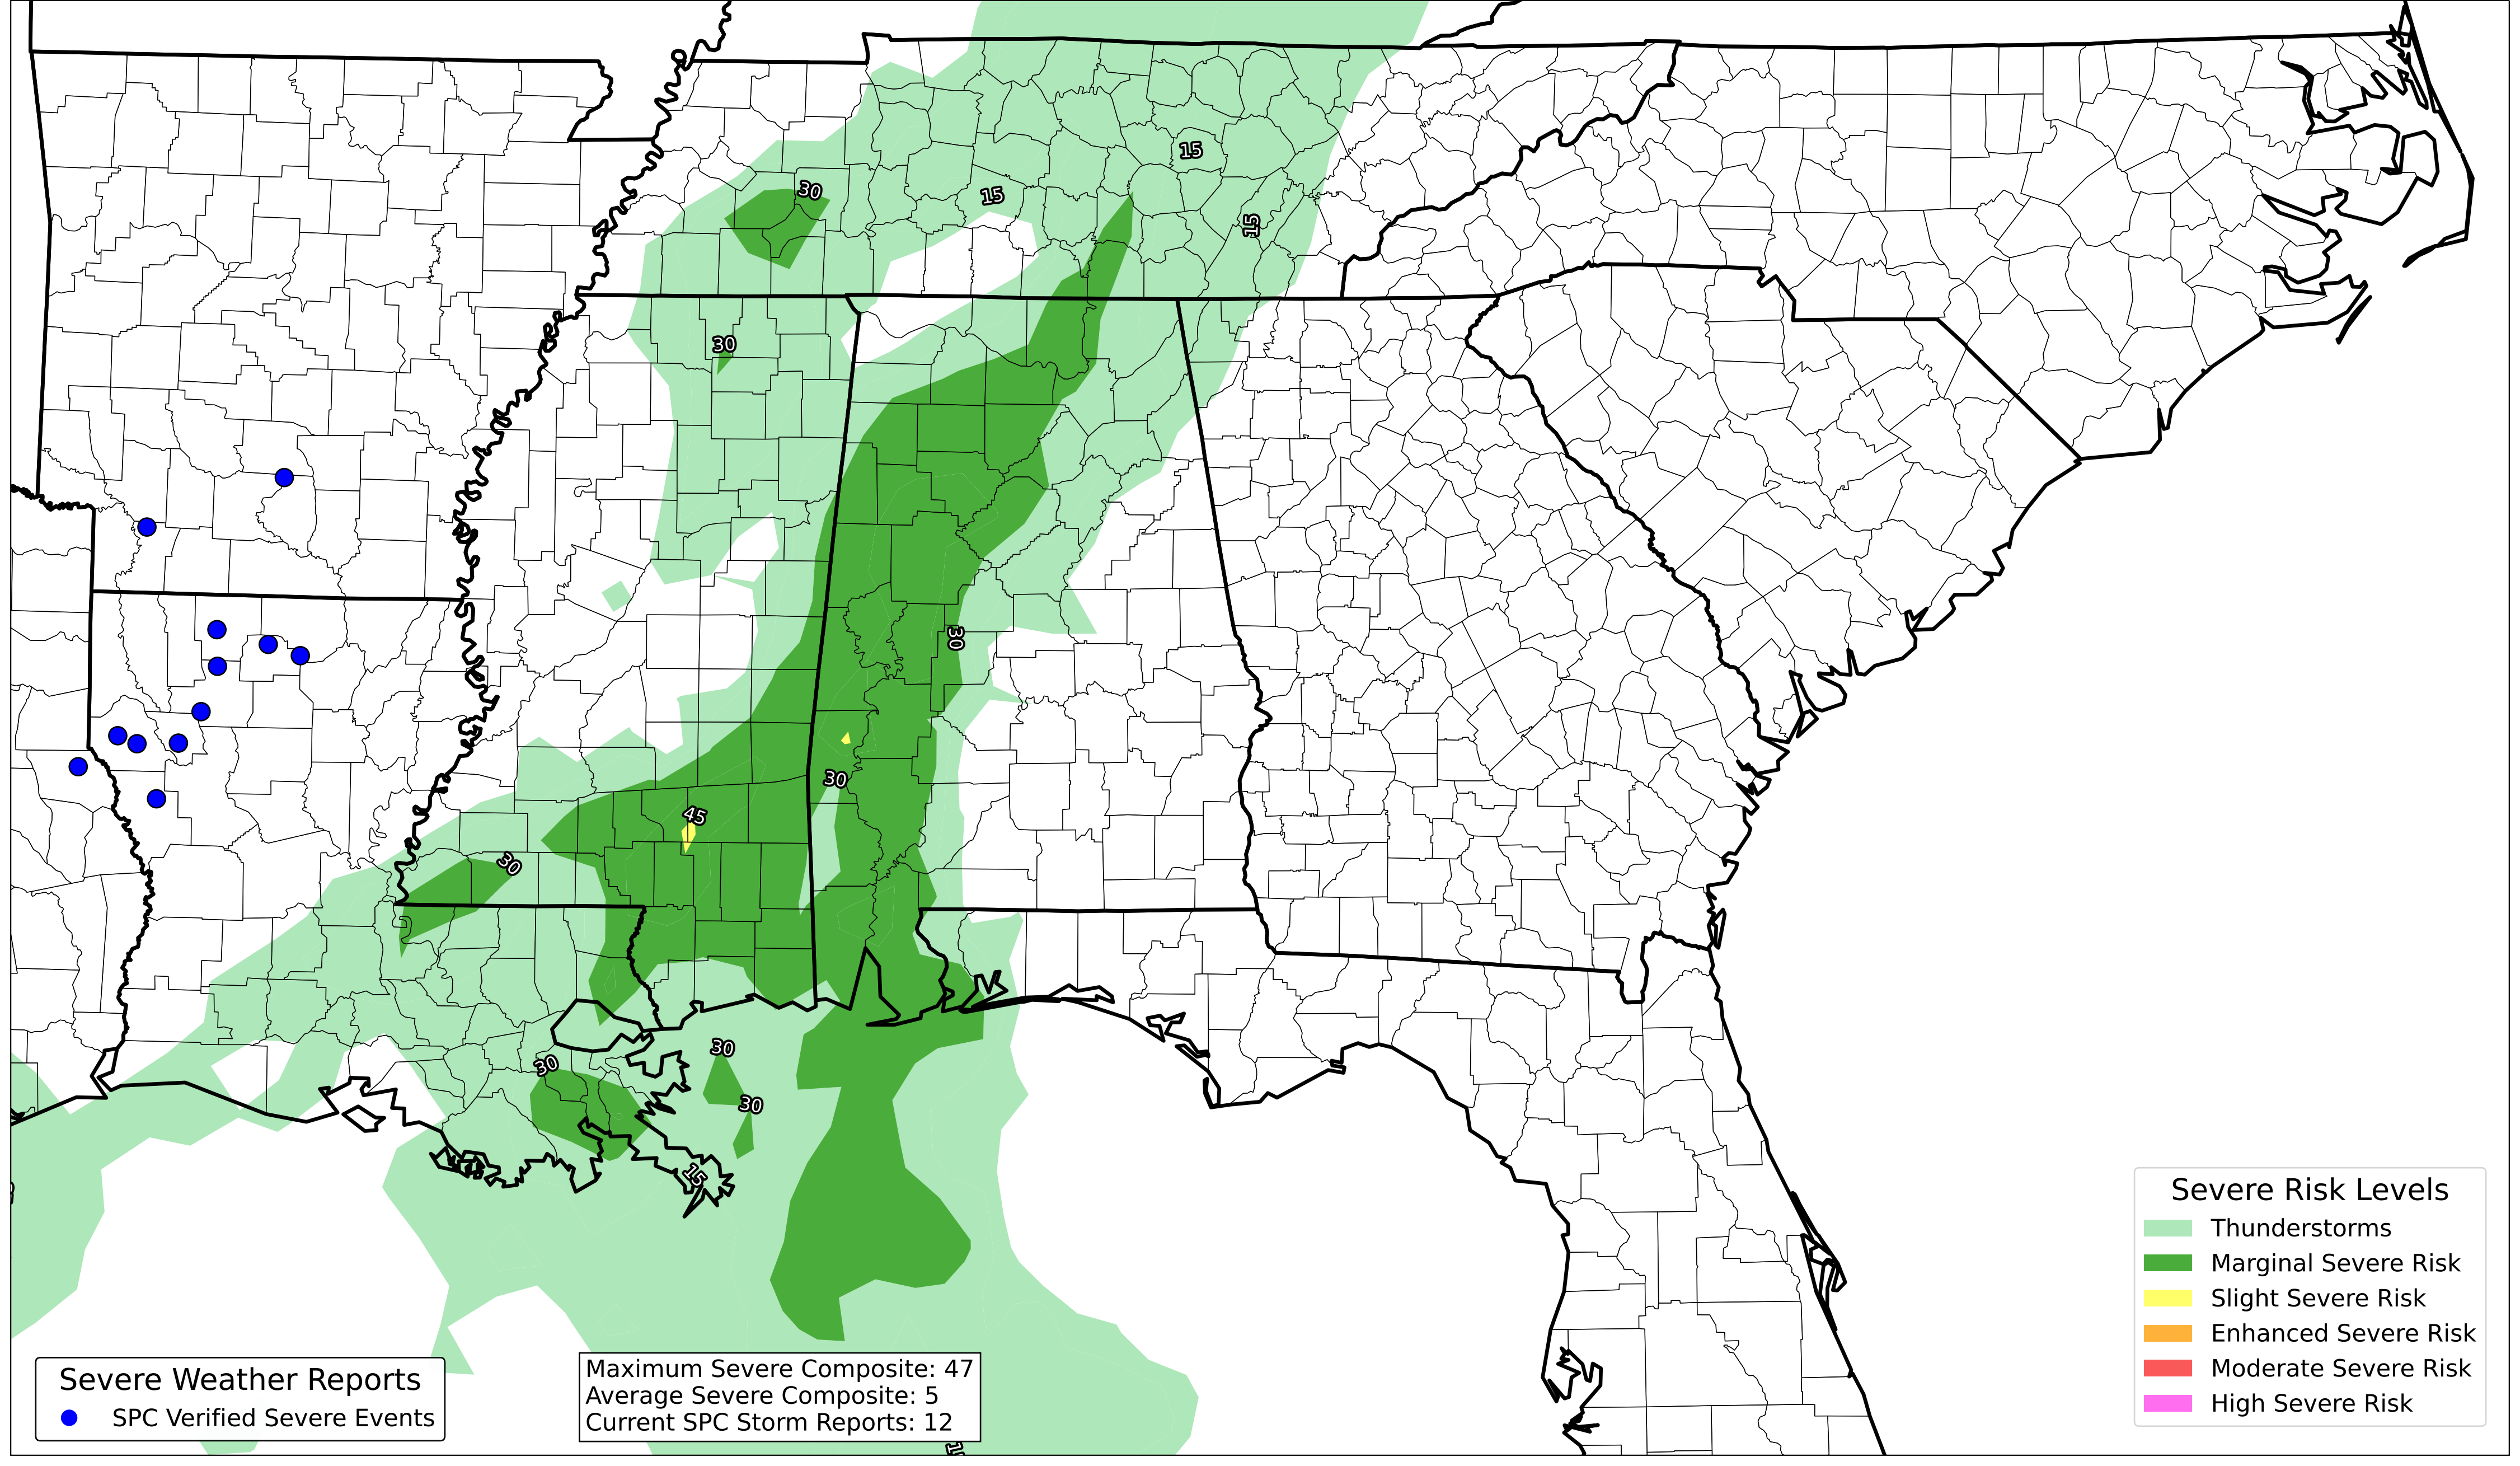 15
30
15
15
30
30
30
45
30
30
30
30
15
Severe Risk Levels
Thunderstorms
Marginal Severe Risk
Slight Severe Risk
Enhanced Severe Risk
Moderate Severe Risk
High Severe Risk
Severe Weather Reports
SPC Verified Severe Events
Maximum Severe Composite: 47
Average Severe Composite: 5
Current SPC Storm Reports: 12